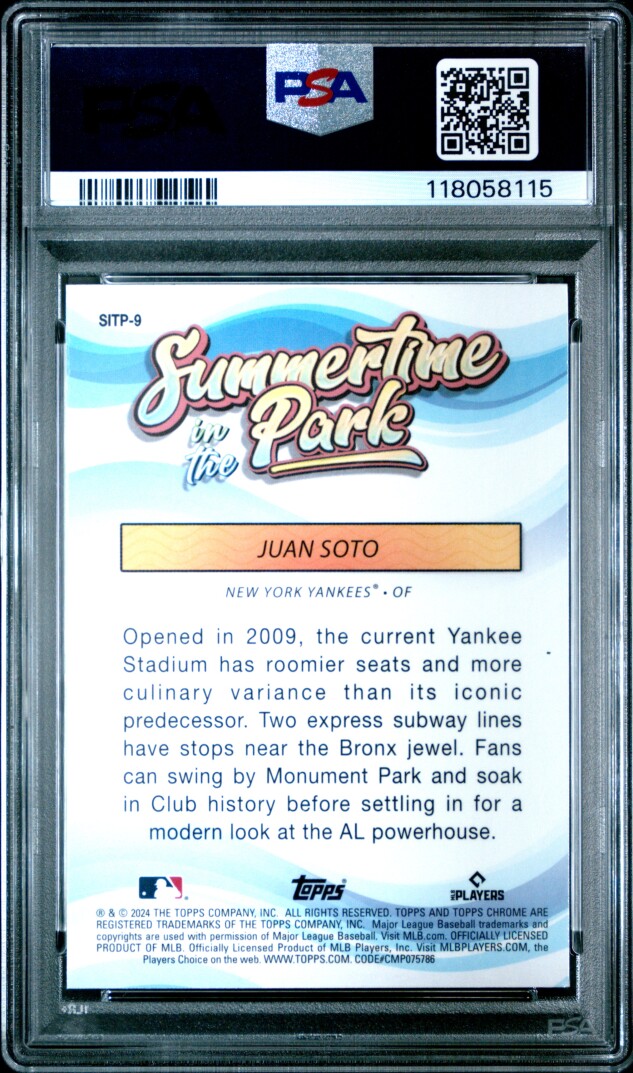 PSA
PSA
118058115
SITP-9
Summertime
in the
Park
JUAN SOTO
NEW YORK YANKEES® • OF
Opened in 2009, the current Yankee
Stadium has roomier seats and more
culinary variance than its iconic
predecessor. Two express subway lines
have stops near the Bronx jewel. Fans
can swing by Monument Park and soak
in Club history before settling in for a
modern look at the AL powerhouse.
topps®
PLAYERS
® & © 2024 THE TOPPS COMPANY, INC. ALL RIGHTS RESERVED. TOPPS AND TOPPS CHROME ARE
REGISTERED TRADEMARKS OF THE TOPPS COMPANY, INC. Major League Baseball trademarks and
copyrights are used with permission of Major League Baseball. Visit MLB.com. OFFICIALLY LICENSED
PRODUCT OF MLB. Officially Licensed Product of MLB Players, Inc. Visit MLBPLAYERS.COM, the
Players Choice on the web. WWW.TOPPS.COM. CODE#CMP075786
PSA